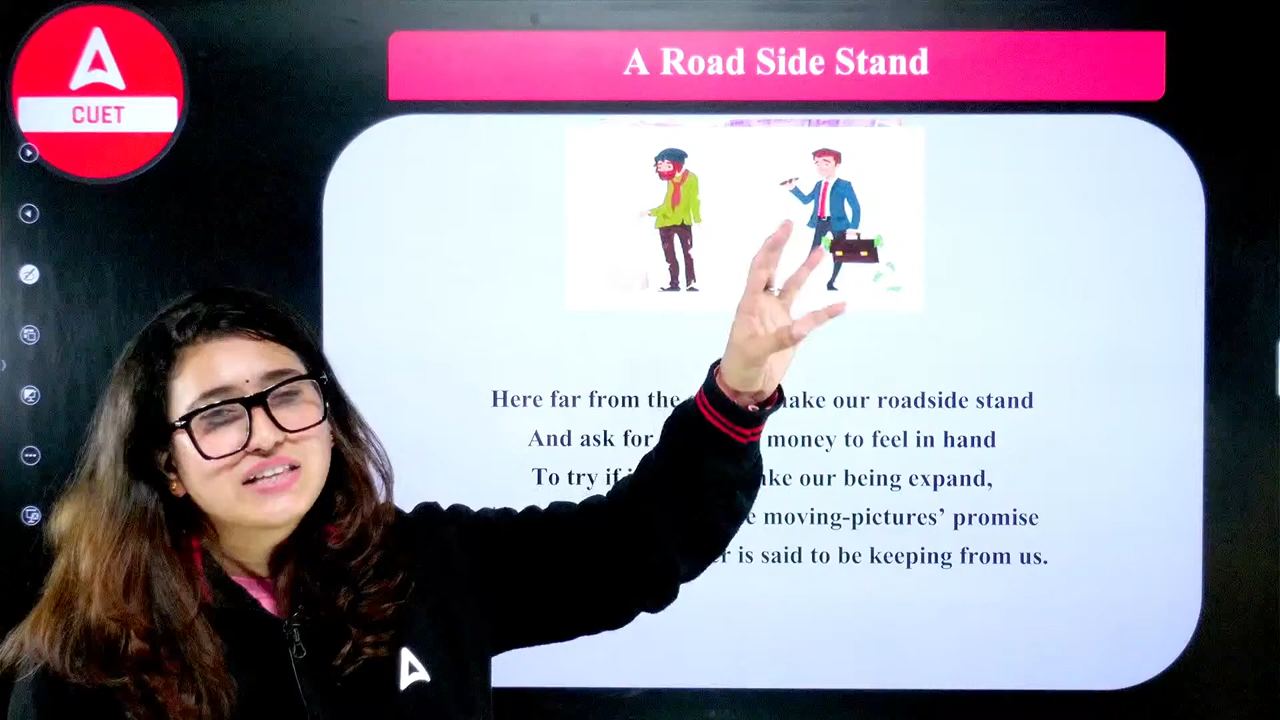 CUET
A Road Side Stand
Here far from the make our roadside stand
And ask for money to feel in hand
To try if our being expand,
moving-pictures' promise
is said to be keeping from us.